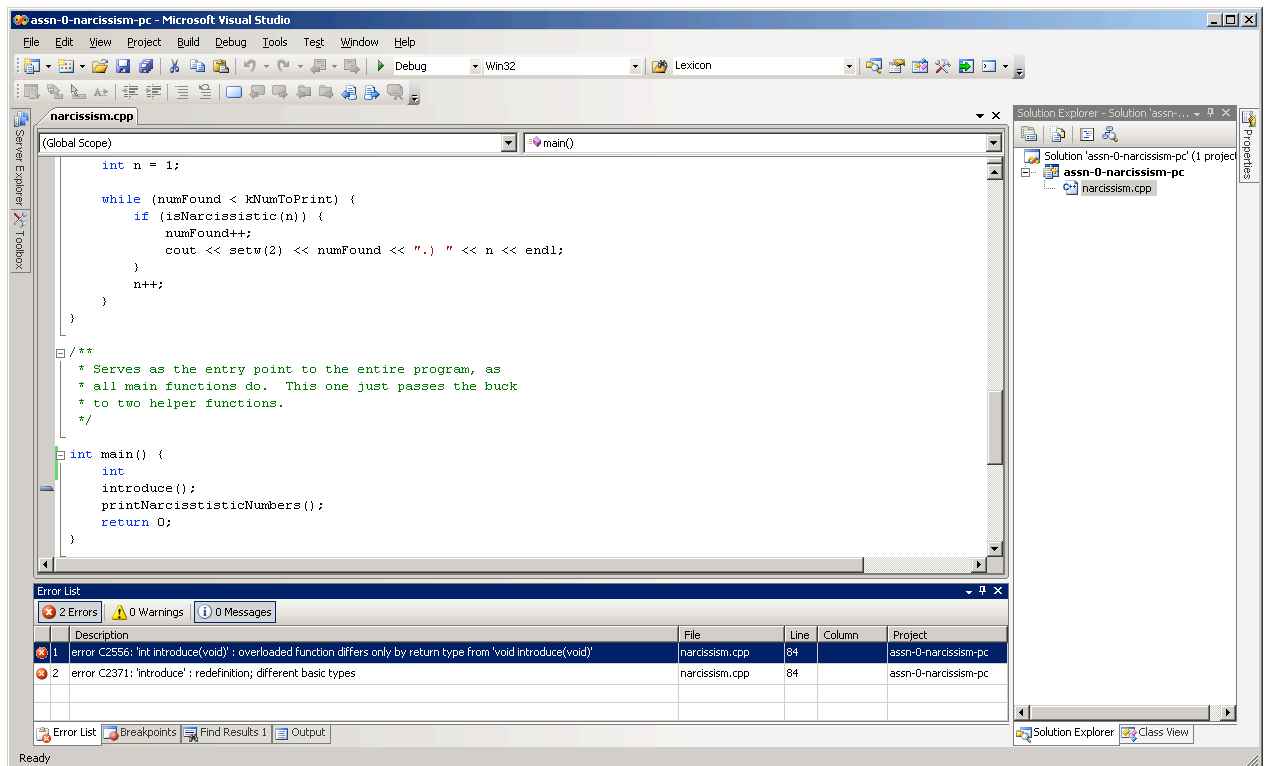 assn-0-narcissism-pc - Microsoft Visual Studio
File Edit View Project Build Debug Tools Test Window Help
Debug Win32 Lexicon
narcissism.cpp
(Global Scope) main()
int n = 1;
while (numFound < kNumToPrint) {
if (isNarcissistic(n)) {
numFound++;
cout << setw(2) << numFound << ".) " << n << endl;
}
n++;
}
}
/**
* Serves as the entry point to the entire program, as
* all main functions do.  This one just passes the buck
* to two helper functions.
*/
int main() {
int
introduce();
printNarcisstisticNumbers();
return 0;
}
Server Explorer
Toolbox
Solution Explorer - Solution 'assn-...
Solution 'assn-0-narcissism-pc' (1 project
assn-0-narcissism-pc
narcissism.cpp
Properties
Error List
2 Errors 0 Warnings 0 Messages
Description File Line Column Project
1 error C2556: 'int introduce(void)' : overloaded function differs only by return type from 'void introduce(void)' narcissism.cpp 84 assn-0-narcissism-pc
2 error C2371: 'introduce' : redefinition; different basic types narcissism.cpp 84 assn-0-narcissism-pc
Error List Breakpoints Find Results 1 Output
Solution Explorer Class View
Ready